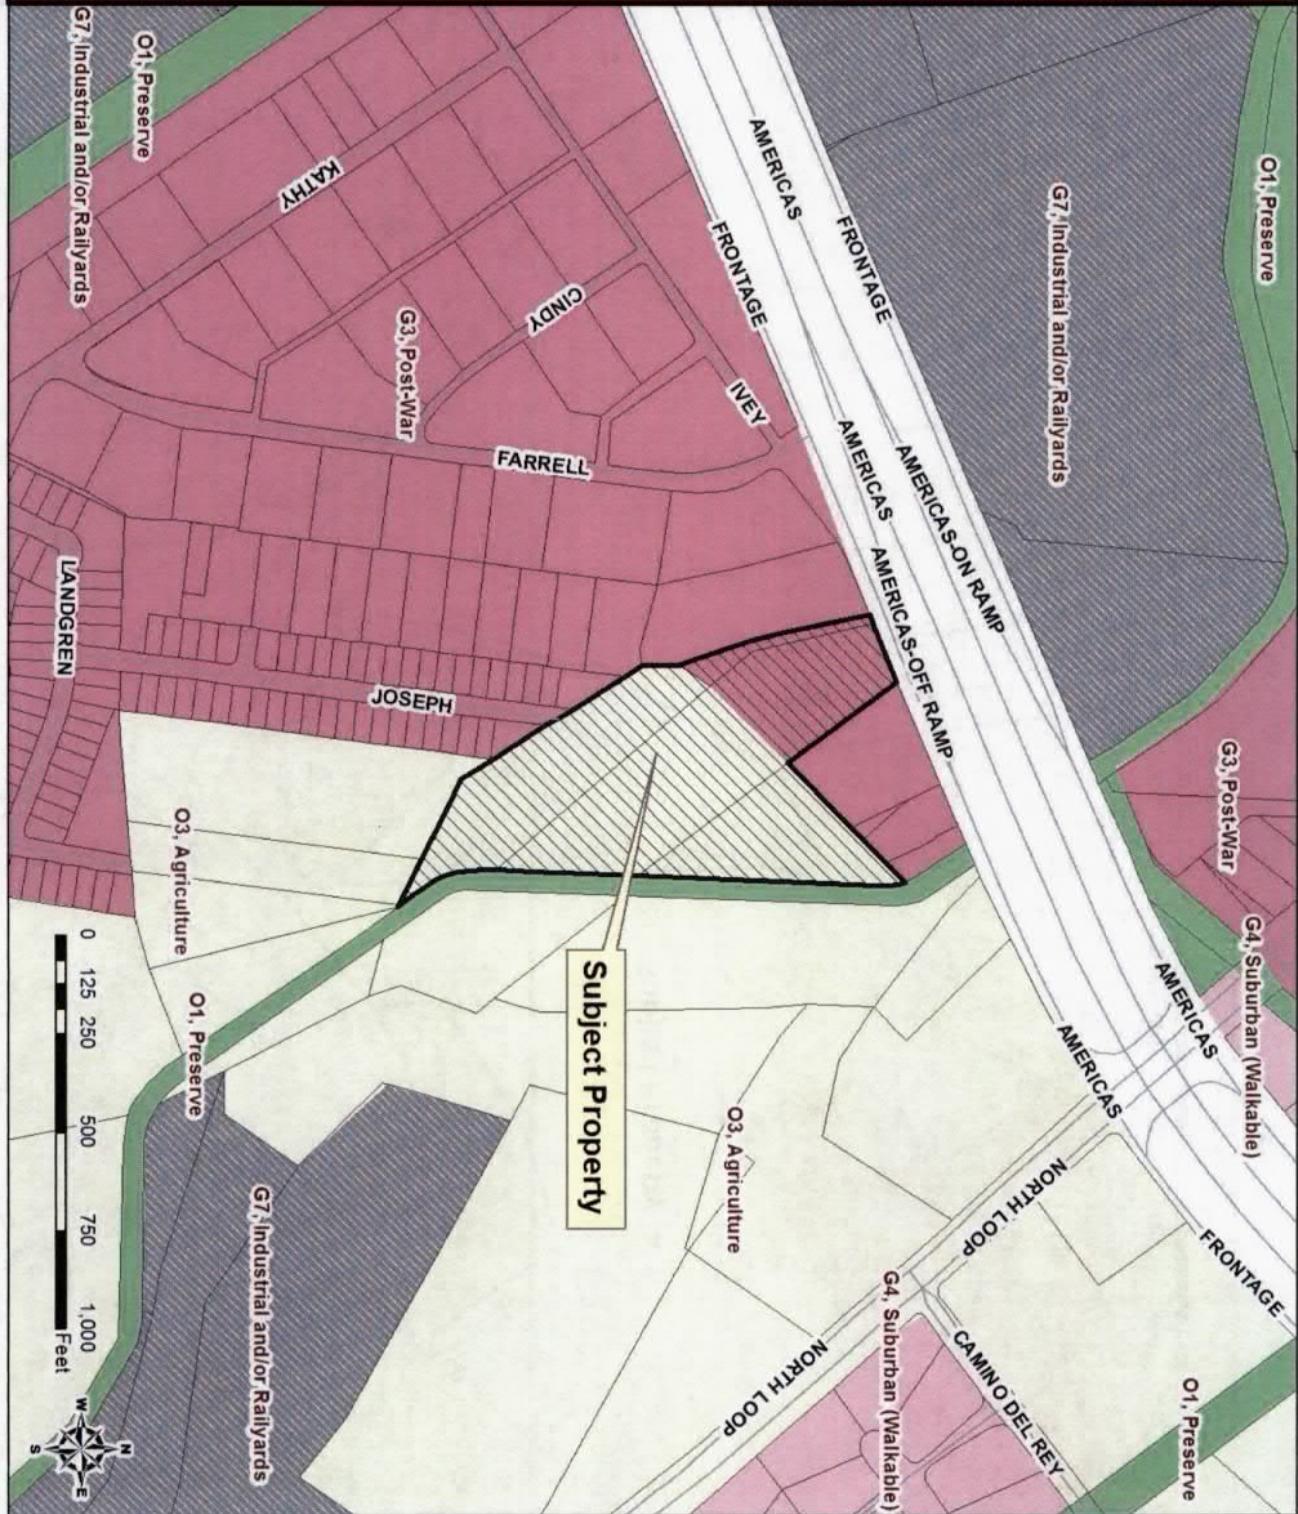 O1, Preserve
G7, Industrial and/or Railyards
O1, Preserve
G7, Industrial and/or Railyards
AMERICAS
FRONTAGE
FRONTAGE
KATHY
CINDY
G3, Post-War
IVEY
FARRELL
AMERICAS
AMERICAS-ON RAMP
AMERICAS-OFF RAMP
LANDGREN
JOSEPH
G3, Post-War
G4, Suburban (Walkable)
O3, Agriculture
O1, Preserve
Subject Property
AMERICAS
AMERICAS
O3, Agriculture
NORTH LOOP
FRONTAGE
G7, Industrial and/or Railyards
G4, Suburban (Walkable)
NORTH LOOP
CAMINO DEL REY
O1, Preserve
0 125 250 500 750 1,000
Feet
N
W
E
S